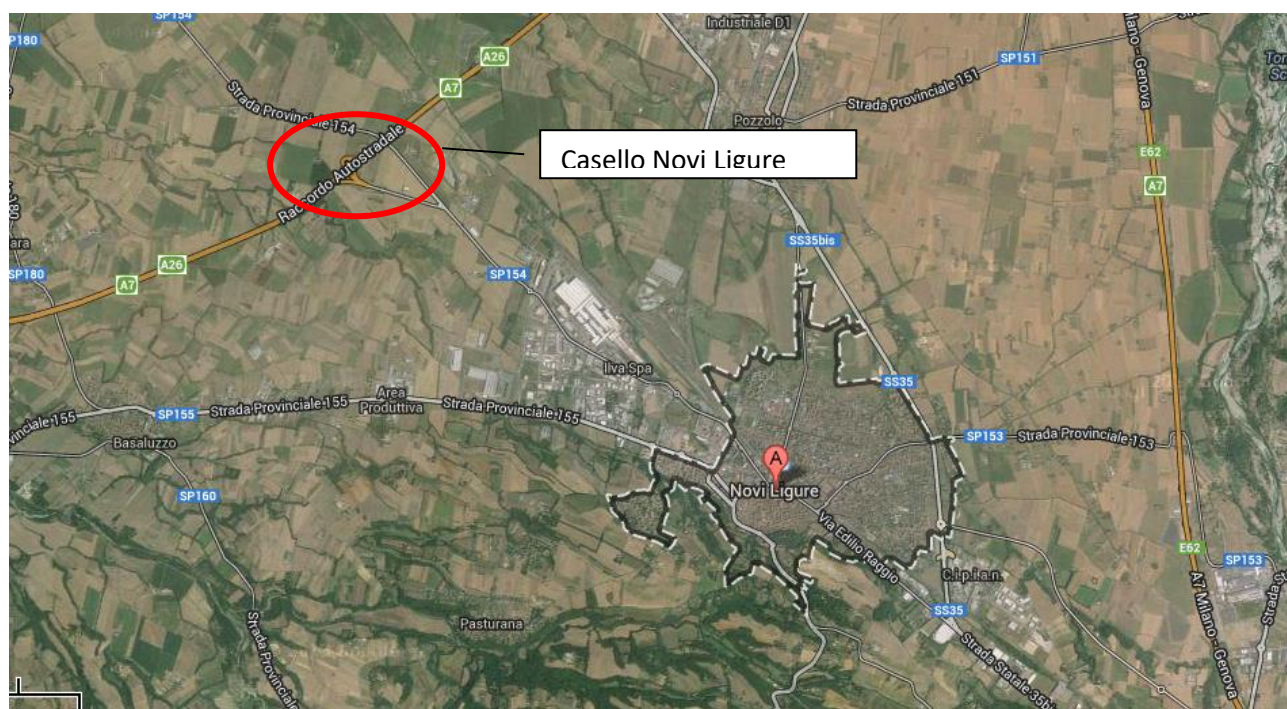 SP154
Industriale D1
SP180
A26
SP151
A7 Milano - Genova
A7
Strada Provinciale 151
Strada Provinciale 154
Pozzolo
Raccordo Autostradale
Casello Novi Ligure
E62
A7
SS35bis
A26
SP180
SP154
A7
Ilva Spa
SS35
Area
Produttiva
Strada Provinciale 155
Strada Provinciale 155
SP155
Basaluzzo
SP153
Strada Provinciale 153
A
Novi Ligure
SP160
Via Edilio Raggio
E62
SP153
C.i.p.i.a.n.
A7 Milano - Genova
SS35
Pasturana
Strada Provinciale
Strada Statale 35bis